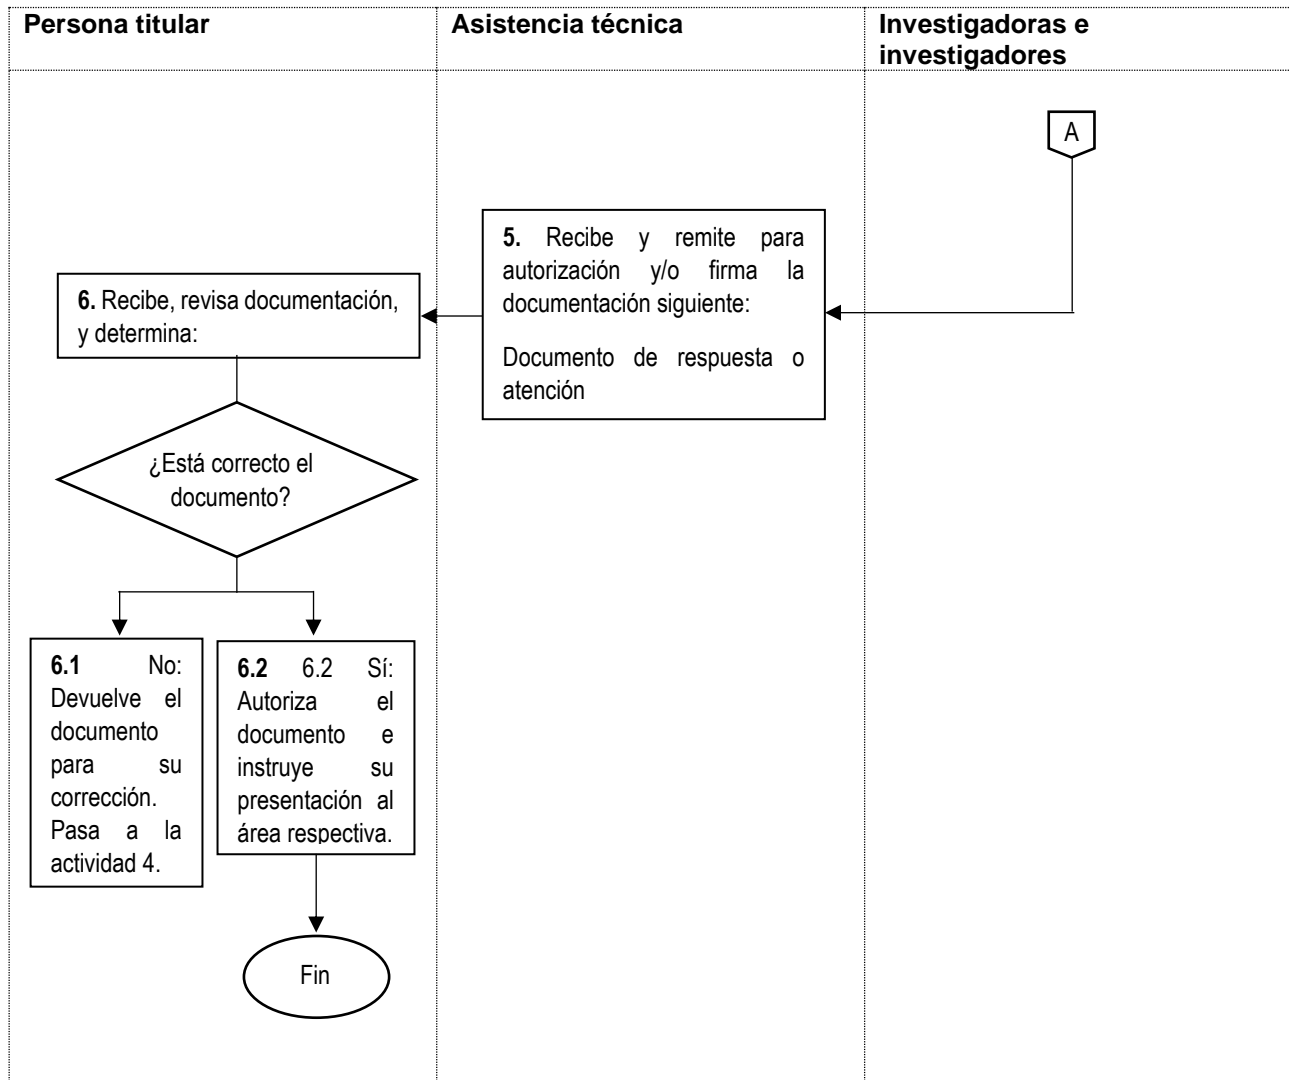 Persona titular
Asistencia técnica
Investigadoras e
investigadores
A
5. Recibe y remite para
autorización y/o firma la
documentación siguiente:
Documento de respuesta o
atención
6. Recibe, revisa documentación,
y determina:
¿Está correcto el
documento?
6.1 No:
Devuelve el
documento
para su
corrección.
Pasa a la
actividad 4.
6.2 6.2 Sí:
Autoriza el
documento e
instruye su
presentación al
área respectiva.
Fin